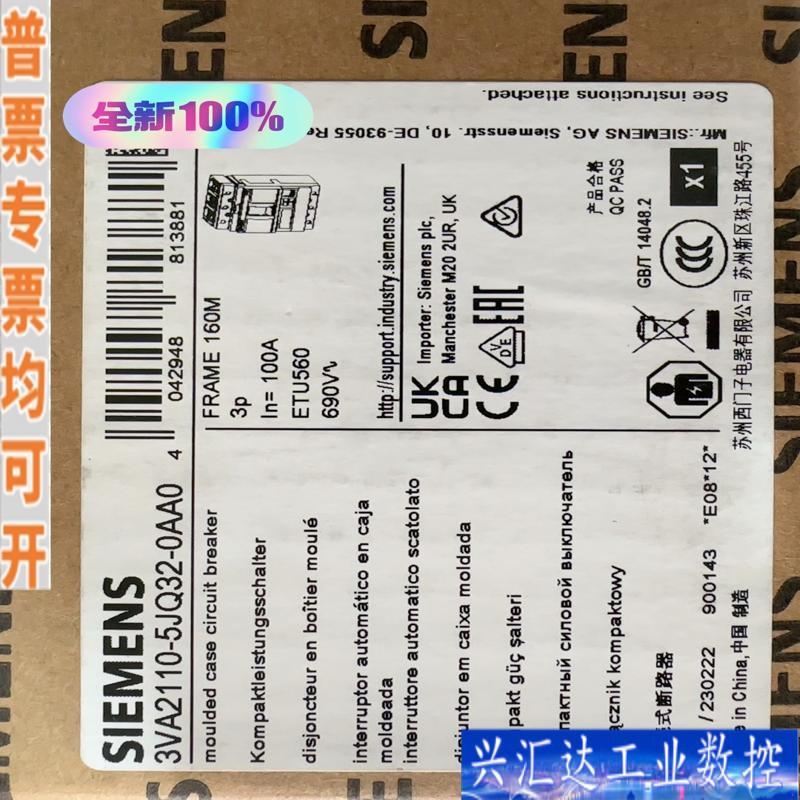 普票专票均可开
全新100%
SIEMENS
3VA2110-5JQ32-0AA0
4 042948 813881
moulded case circuit breaker
Kompaktleistungsschalter
disjoncteur en boîtier moulé
interruptor automático en caja
moldeada
interruttore automatico scatolato
disjuntor em caixa moldada
pakt güç şalteri
пактный силовой выключатель
ącznik kompaktowy
式断路器
/ 230222 900143 *E08*12*
in China, 中国 制造
FRAME 160M
3p
In= 100A
ETU560
690V∿
http://support.industry.siemens.com
UK
CA
CE
Importer: Siemens plc,
Manchester M20 2UR, UK
VDE
EAC
产品合格
QC PASS
X1
GB/T 14048.2
CCC
苏州西门子电器有限公司 苏州新区珠江路455号
Mfr.:SIEMENS AG, Siemensstr. 10, DE-93055 Re
See instructions attached.
SIEMENS
兴汇达工业数控